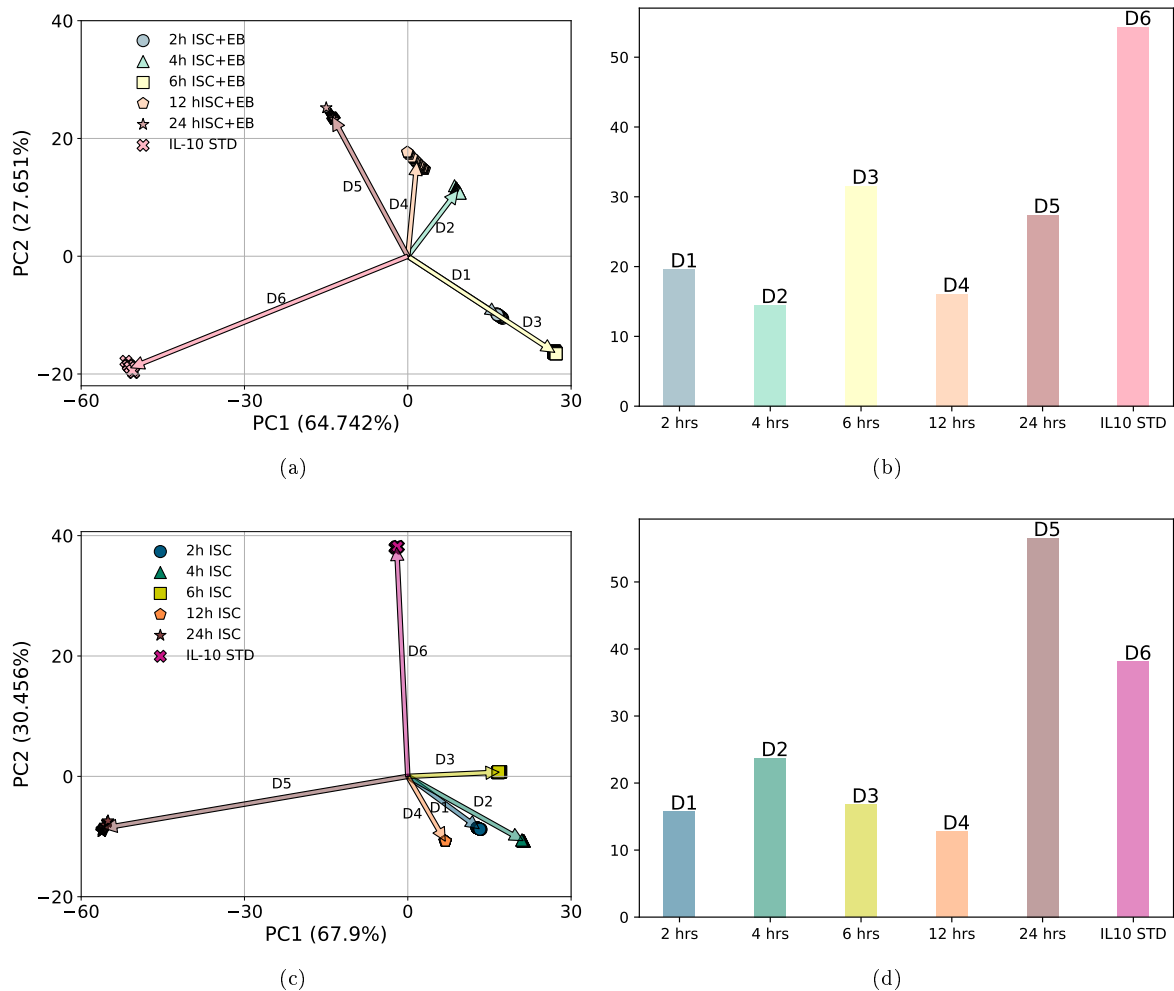 40
20
0
−20
−60
−30
0
30
PC2 (27.651%)
PC1 (64.742%)
2h ISC+EB
4h ISC+EB
6h ISC+EB
12 hISC+EB
24 hISC+EB
IL-10 STD
D5
D4
D2
D1
D3
D6
(a)
50
40
30
20
10
0
D1
D2
D3
D4
D5
D6
2 hrs
4 hrs
6 hrs
12 hrs
24 hrs
IL10 STD
(b)
40
20
0
−20
−60
−30
0
30
PC2 (30.456%)
PC1 (67.9%)
2h ISC
4h ISC
6h ISC
12h ISC
24h ISC
IL-10 STD
D6
D3
D5
D2
D1
D4
(c)
50
40
30
20
10
0
D1
D2
D3
D4
D5
D6
2 hrs
4 hrs
6 hrs
12 hrs
24 hrs
IL10 STD
(d)